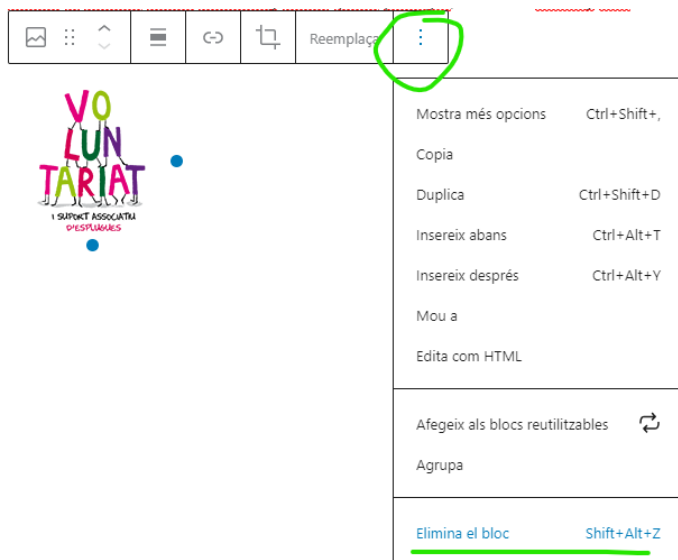 Reemplaça
VO
LUN
TARIAT
I SUPORT ASSOCIATIU
D'ESPLUGUES
Mostra més opcions Ctrl+Shift+,
Copia
Duplica Ctrl+Shift+D
Insereix abans Ctrl+Alt+T
Insereix després Ctrl+Alt+Y
Mou a
Edita com HTML
Afegeix als blocs reutilitzables
Agrupa
Elimina el bloc Shift+Alt+Z